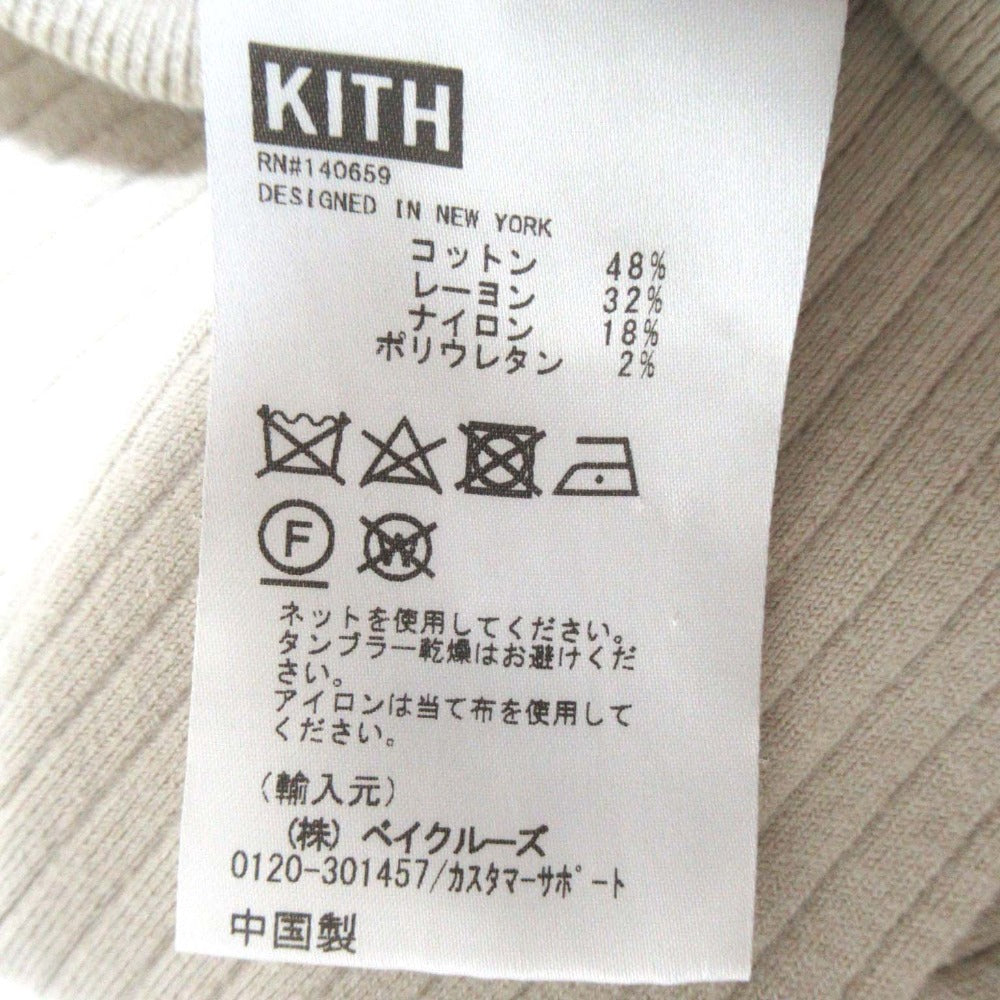 KITH
RN#140659
DESIGNED IN NEW YORK
コットン 48%
レーヨン 32%
ナイロン 18%
ポリウレタン 2%
F
W
ネットを使用してください。
タンブラー乾燥はお避けくだ
さい。
アイロンは当て布を使用して
ください。
(輸入元)
(株) ベイクルーズ
0120-301457/カスタマーサポート
中国製